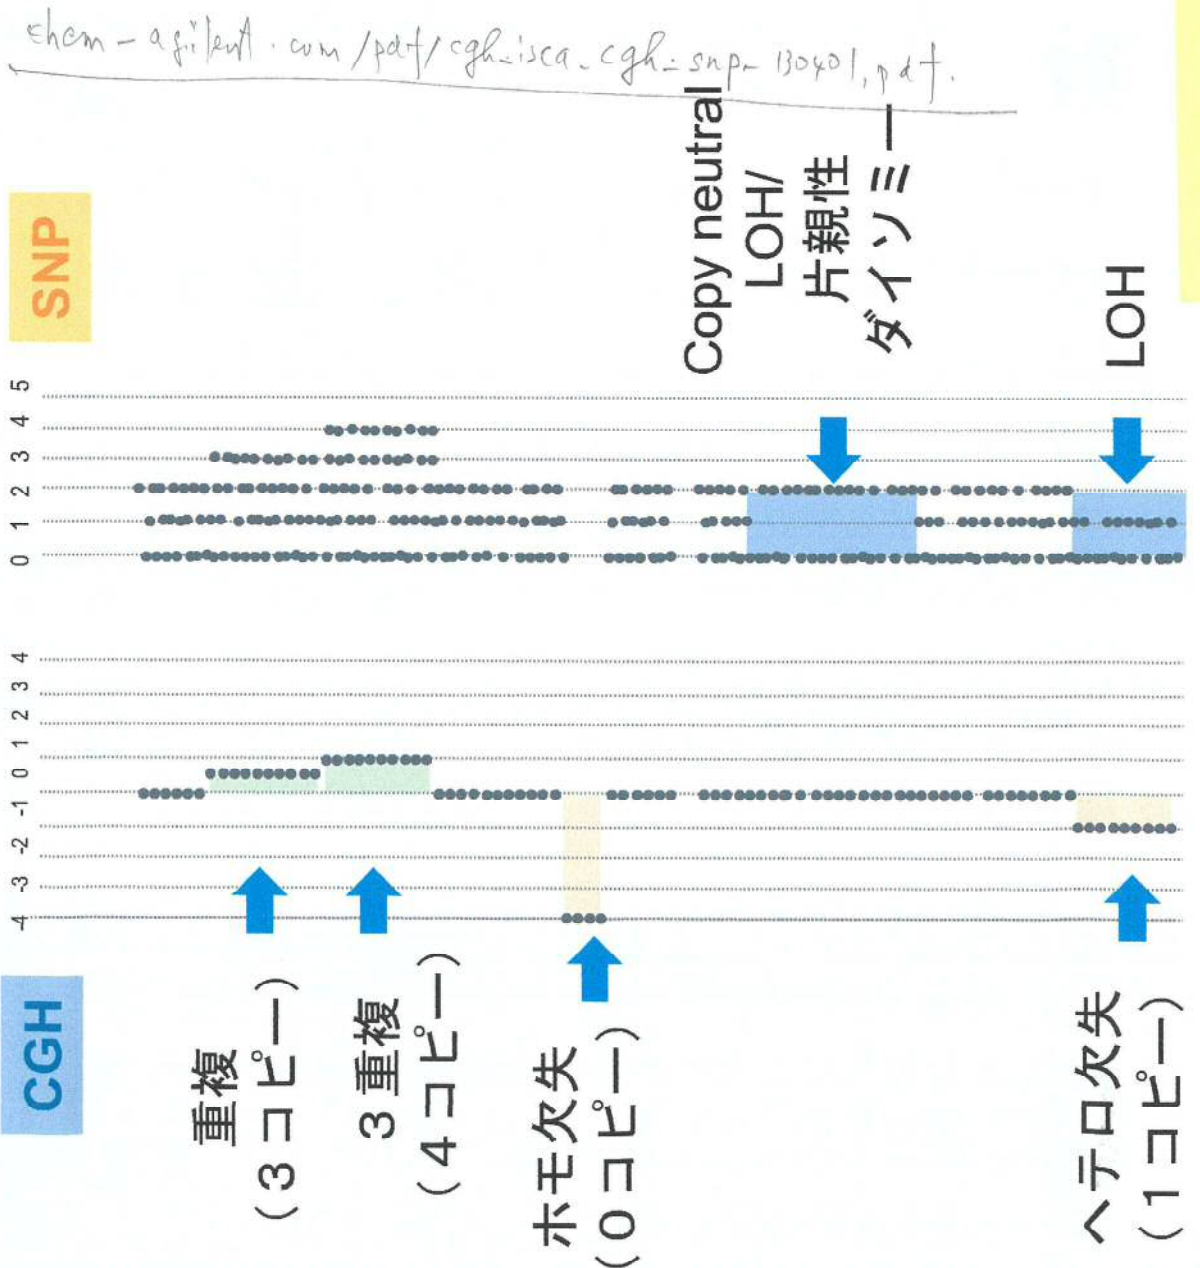 chem-agilent.com/pdf/cgh-isca-cgh-snp-130401.pdf.
SNP
0 1 2 3 4 5
Copy neutral
LOH/
片親性
ダイソミー
LOH
CGH
-4 -3 -2 -1 0 1 2 3 4
重複
(3コピー)
3重複
(4コピー)
ホモ欠失
(0コピー)
ヘテロ欠失
(1コピー)